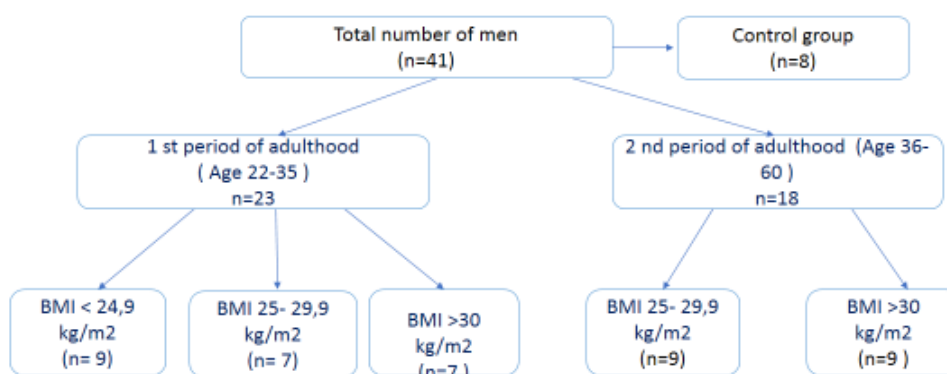 Total number of men
(n=41)
Control group
(n=8)
1 st period of adulthood
( Age 22-35 )
n=23
2 nd period of adulthood (Age 36-
60 )
n=18
BMI < 24,9
kg/m2
(n= 9)
BMI 25- 29,9
kg/m2
(n= 7)
BMI >30
kg/m2
(n=7 )
BMI 25- 29,9
kg/m2
(n=9)
BMI >30
kg/m2
(n=9 )